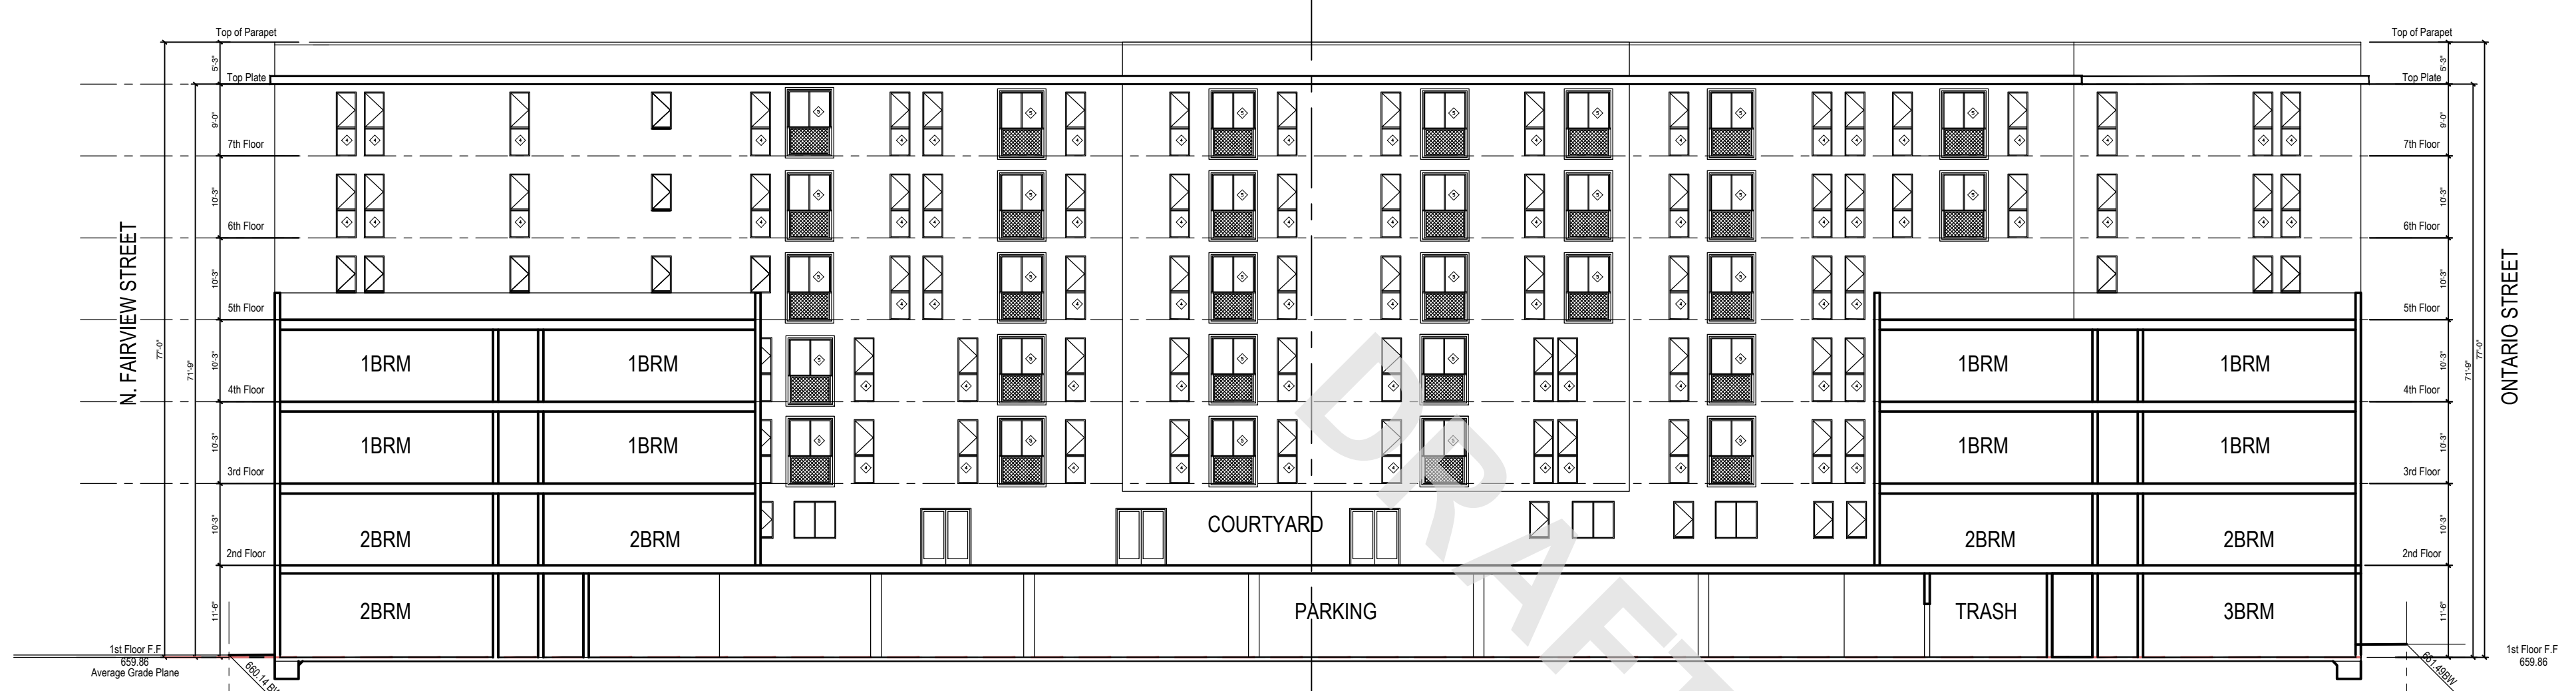 Top of Parapet
Top of Parapet
5'-3"
5'-3"
Top Plate
Top Plate
9'-0"
9'-0"
7th Floor
7th Floor
10'-3"
10'-3"
6th Floor
6th Floor
10'-3"
10'-3"
5th Floor
5th Floor
N. FAIRVIEW STREET
ONTARIO STREET
77'-0"
71'-9"
71'-9"
77'-0"
10'-3"
1BRM
1BRM
1BRM
1BRM
10'-3"
4th Floor
4th Floor
10'-3"
1BRM
1BRM
1BRM
1BRM
10'-3"
3rd Floor
3rd Floor
10'-3"
2BRM
2BRM
COURTYARD
2BRM
2BRM
10'-3"
2nd Floor
2nd Floor
11'-6"
2BRM
PARKING
TRASH
3BRM
11'-6"
1st Floor F.F
659.86
Average Grade Plane
660.14 BW
661.49BW
1st Floor F.F
659.86
DRAFT